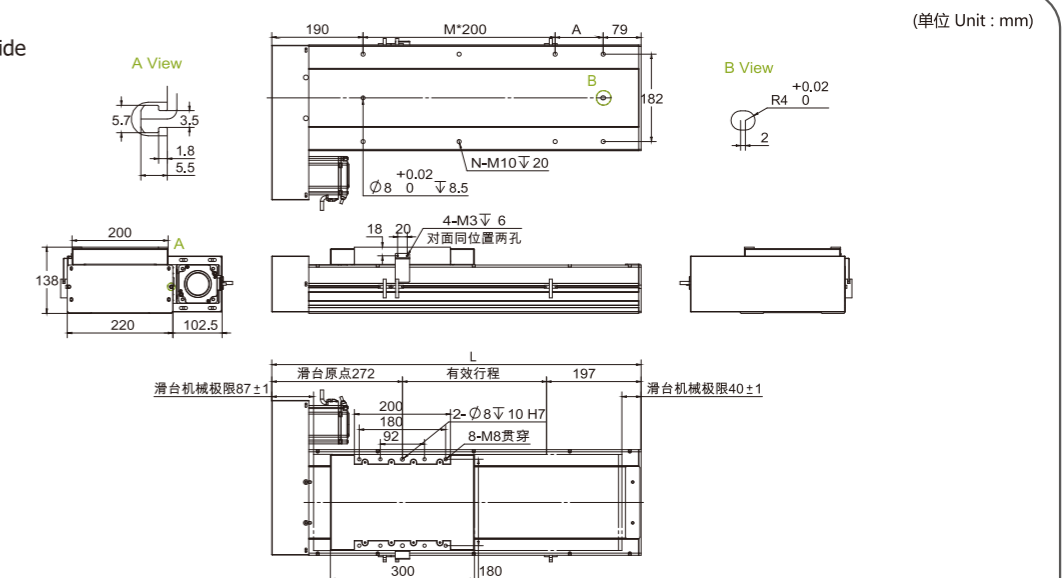 (单位 Unit : mm)
ide
190
M*200
A
79
A View
5.7
3.5
1.8
5.5
B
182
N-M10↧20
+0.02
∅8 0 ↧8.5
B View
+0.02
R4 0
2
200
A
138
220
102.5
18
20
4-M3↧ 6
对面同位置两孔
L
滑台原点272
有效行程
197
滑台机械极限87±1
滑台机械极限40±1
200
2-∅8↧10 H7
180
8-M8贯穿
92
300
180